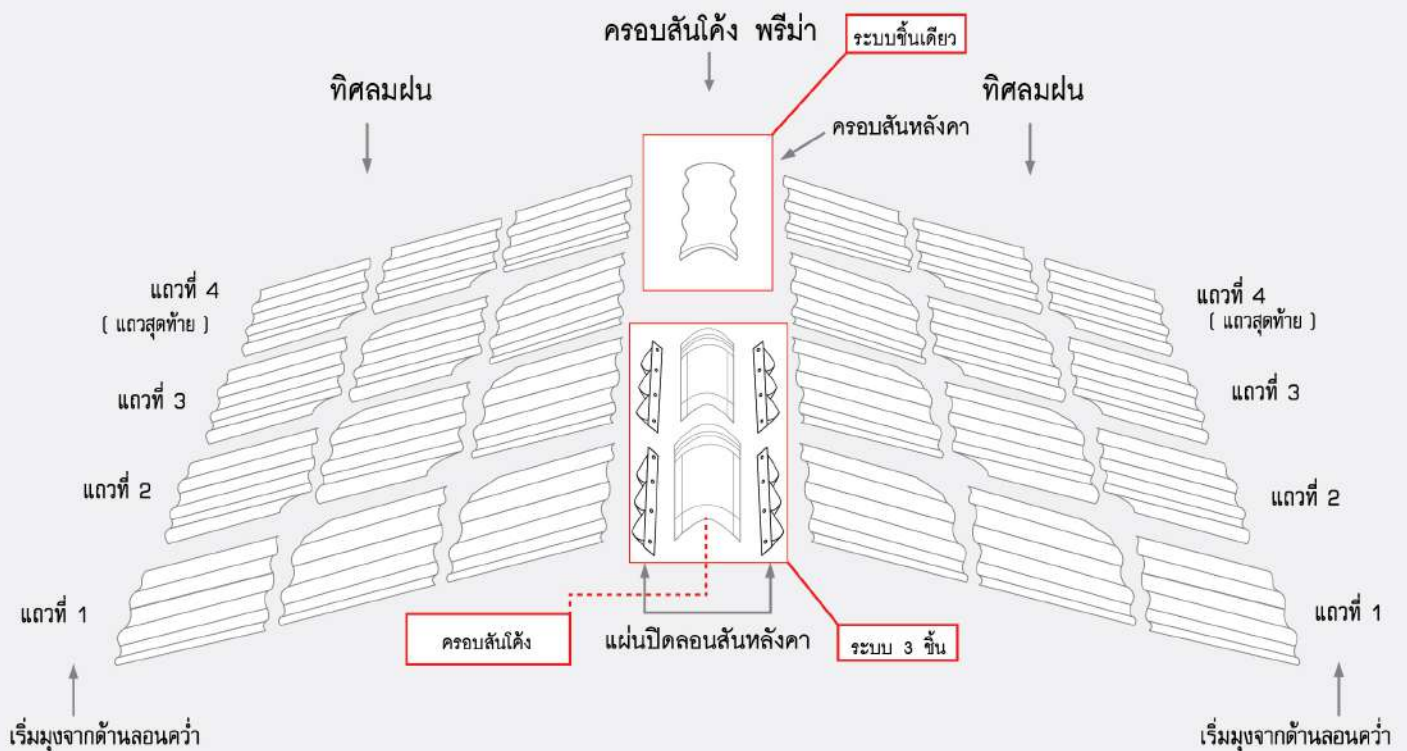 ครอบสันโค้ง พรีม่า
ระบบชิ้นเดียว
ทิศลมฝน
ทิศลมฝน
ครอบสันหลังคา
แถวที่ 4
( แถวสุดท้าย )
แถวที่ 4
( แถวสุดท้าย )
แถวที่ 3
แถวที่ 3
แถวที่ 2
แถวที่ 2
แถวที่ 1
แถวที่ 1
ครอบสันโค้ง
แผ่นปิดลอนสันหลังคา
ระบบ 3 ชิ้น
เริ่มมุงจากด้านลอนคว่ำ
เริ่มมุงจากด้านลอนคว่ำ